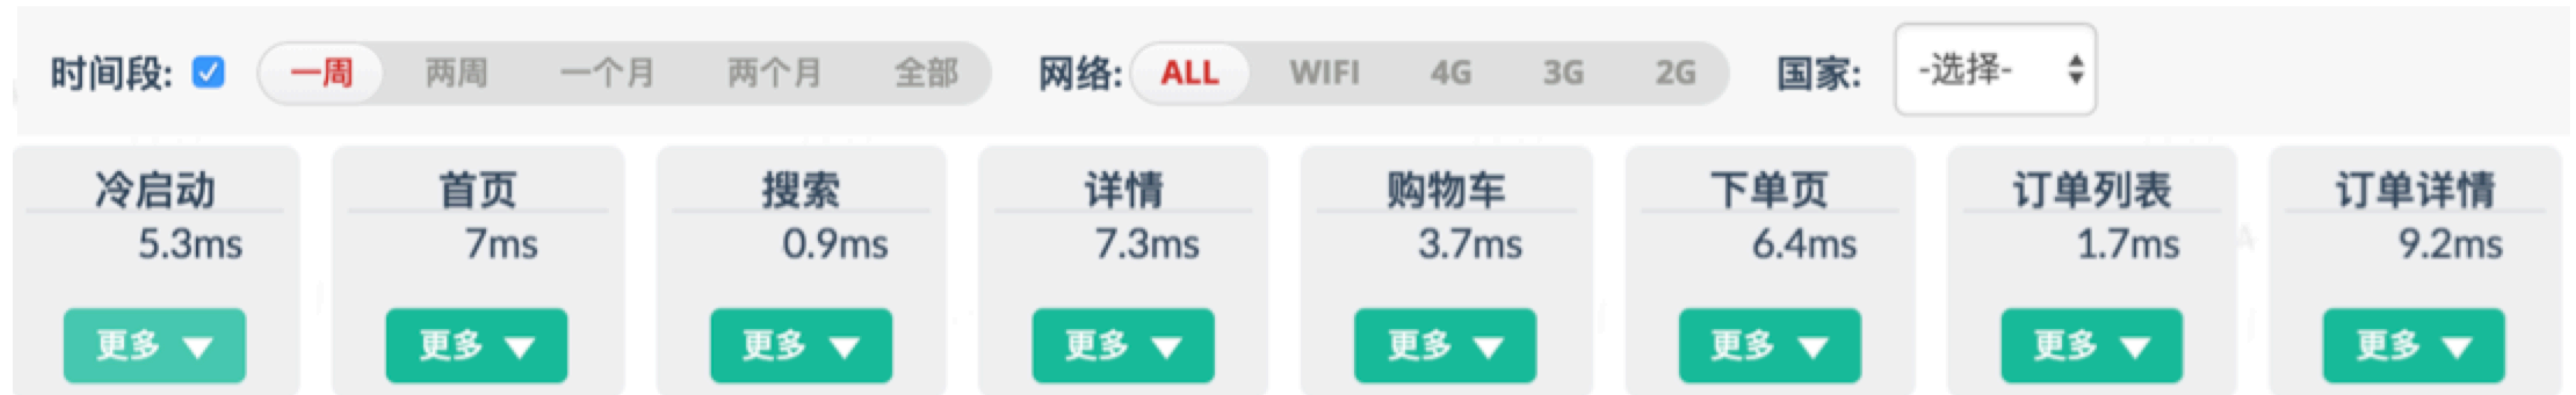 时间段: 一周 两周 一个月 两个月 全部 网络: ALL WIFI 4G 3G 2G 国家: -选择-
冷启动 首页 搜索 详情 购物车 下单页 订单列表 订单详情
5.3ms 7ms 0.9ms 7.3ms 3.7ms 6.4ms 1.7ms 9.2ms
更多 更多 更多 更多 更多 更多 更多 更多